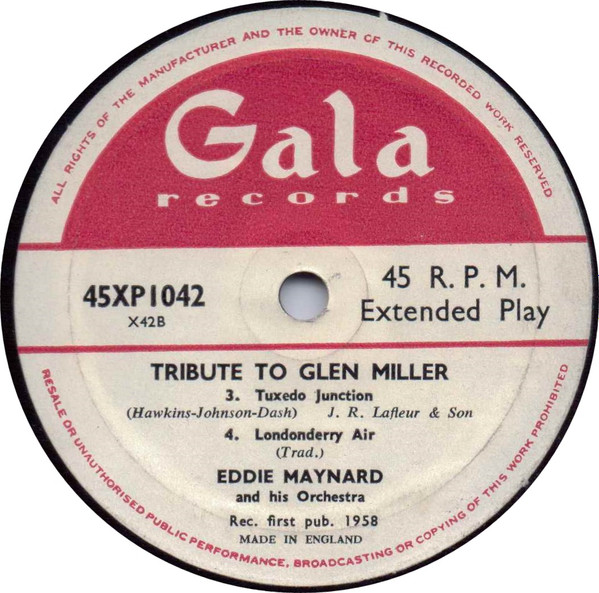 ALL RIGHTS OF THE MANUFACTURER AND THE OWNER OF THIS RECORDED WORK RESERVED
Gala
records
45XP1042
X42B
45 R. P. M.
Extended Play
TRIBUTE TO GLEN MILLER
3. Tuxedo Junction
(Hawkins-Johnson-Dash) J. R. Lafleur & Son
4. Londonderry Air
(Trad.)
EDDIE MAYNARD
and his Orchestra
Rec. first pub. 1958
MADE IN ENGLAND
RESALE OR UNAUTHORISED PUBLIC PERFORMANCE, BROADCASTING OR COPYING OF THIS WORK PROHIBITED